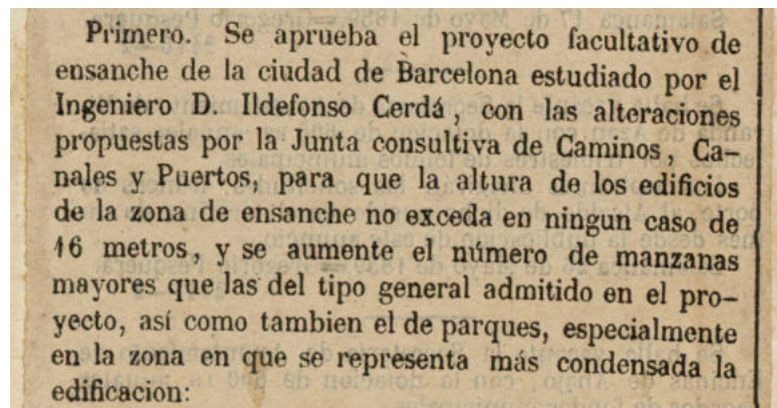 Primero. Se aprueba el proyecto facultativo de
ensanche de la ciudad de Barcelona estudiado por el
Ingeniero D. Ildefonso Cerdá, con las alteraciones
propuestas por la Junta consultiva de Caminos, Ca-
nales y Puertos, para que la altura de los edificios
de la zona de ensanche no exceda en ningun caso de
16 metros, y se aumente el número de manzanas
mayores que las del tipo general admitido en el pro-
yecto, así como tambien el de parques, especialmente
en la zona en que se representa más condensada la
edificacion: